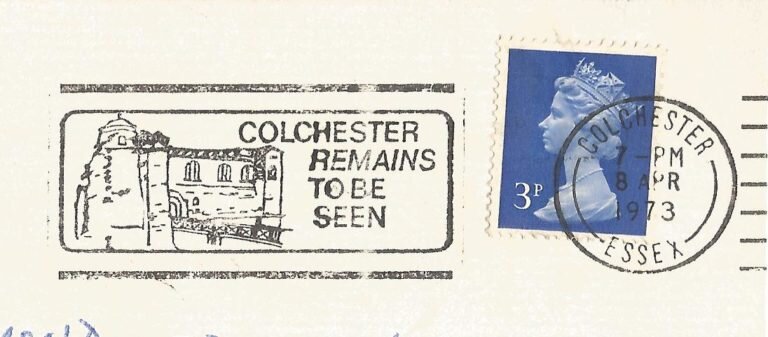 COLCHESTER
REMAINS
TO BE
SEEN
3P
COLCHESTER
7-PM
8 APR
1973
ESSEX